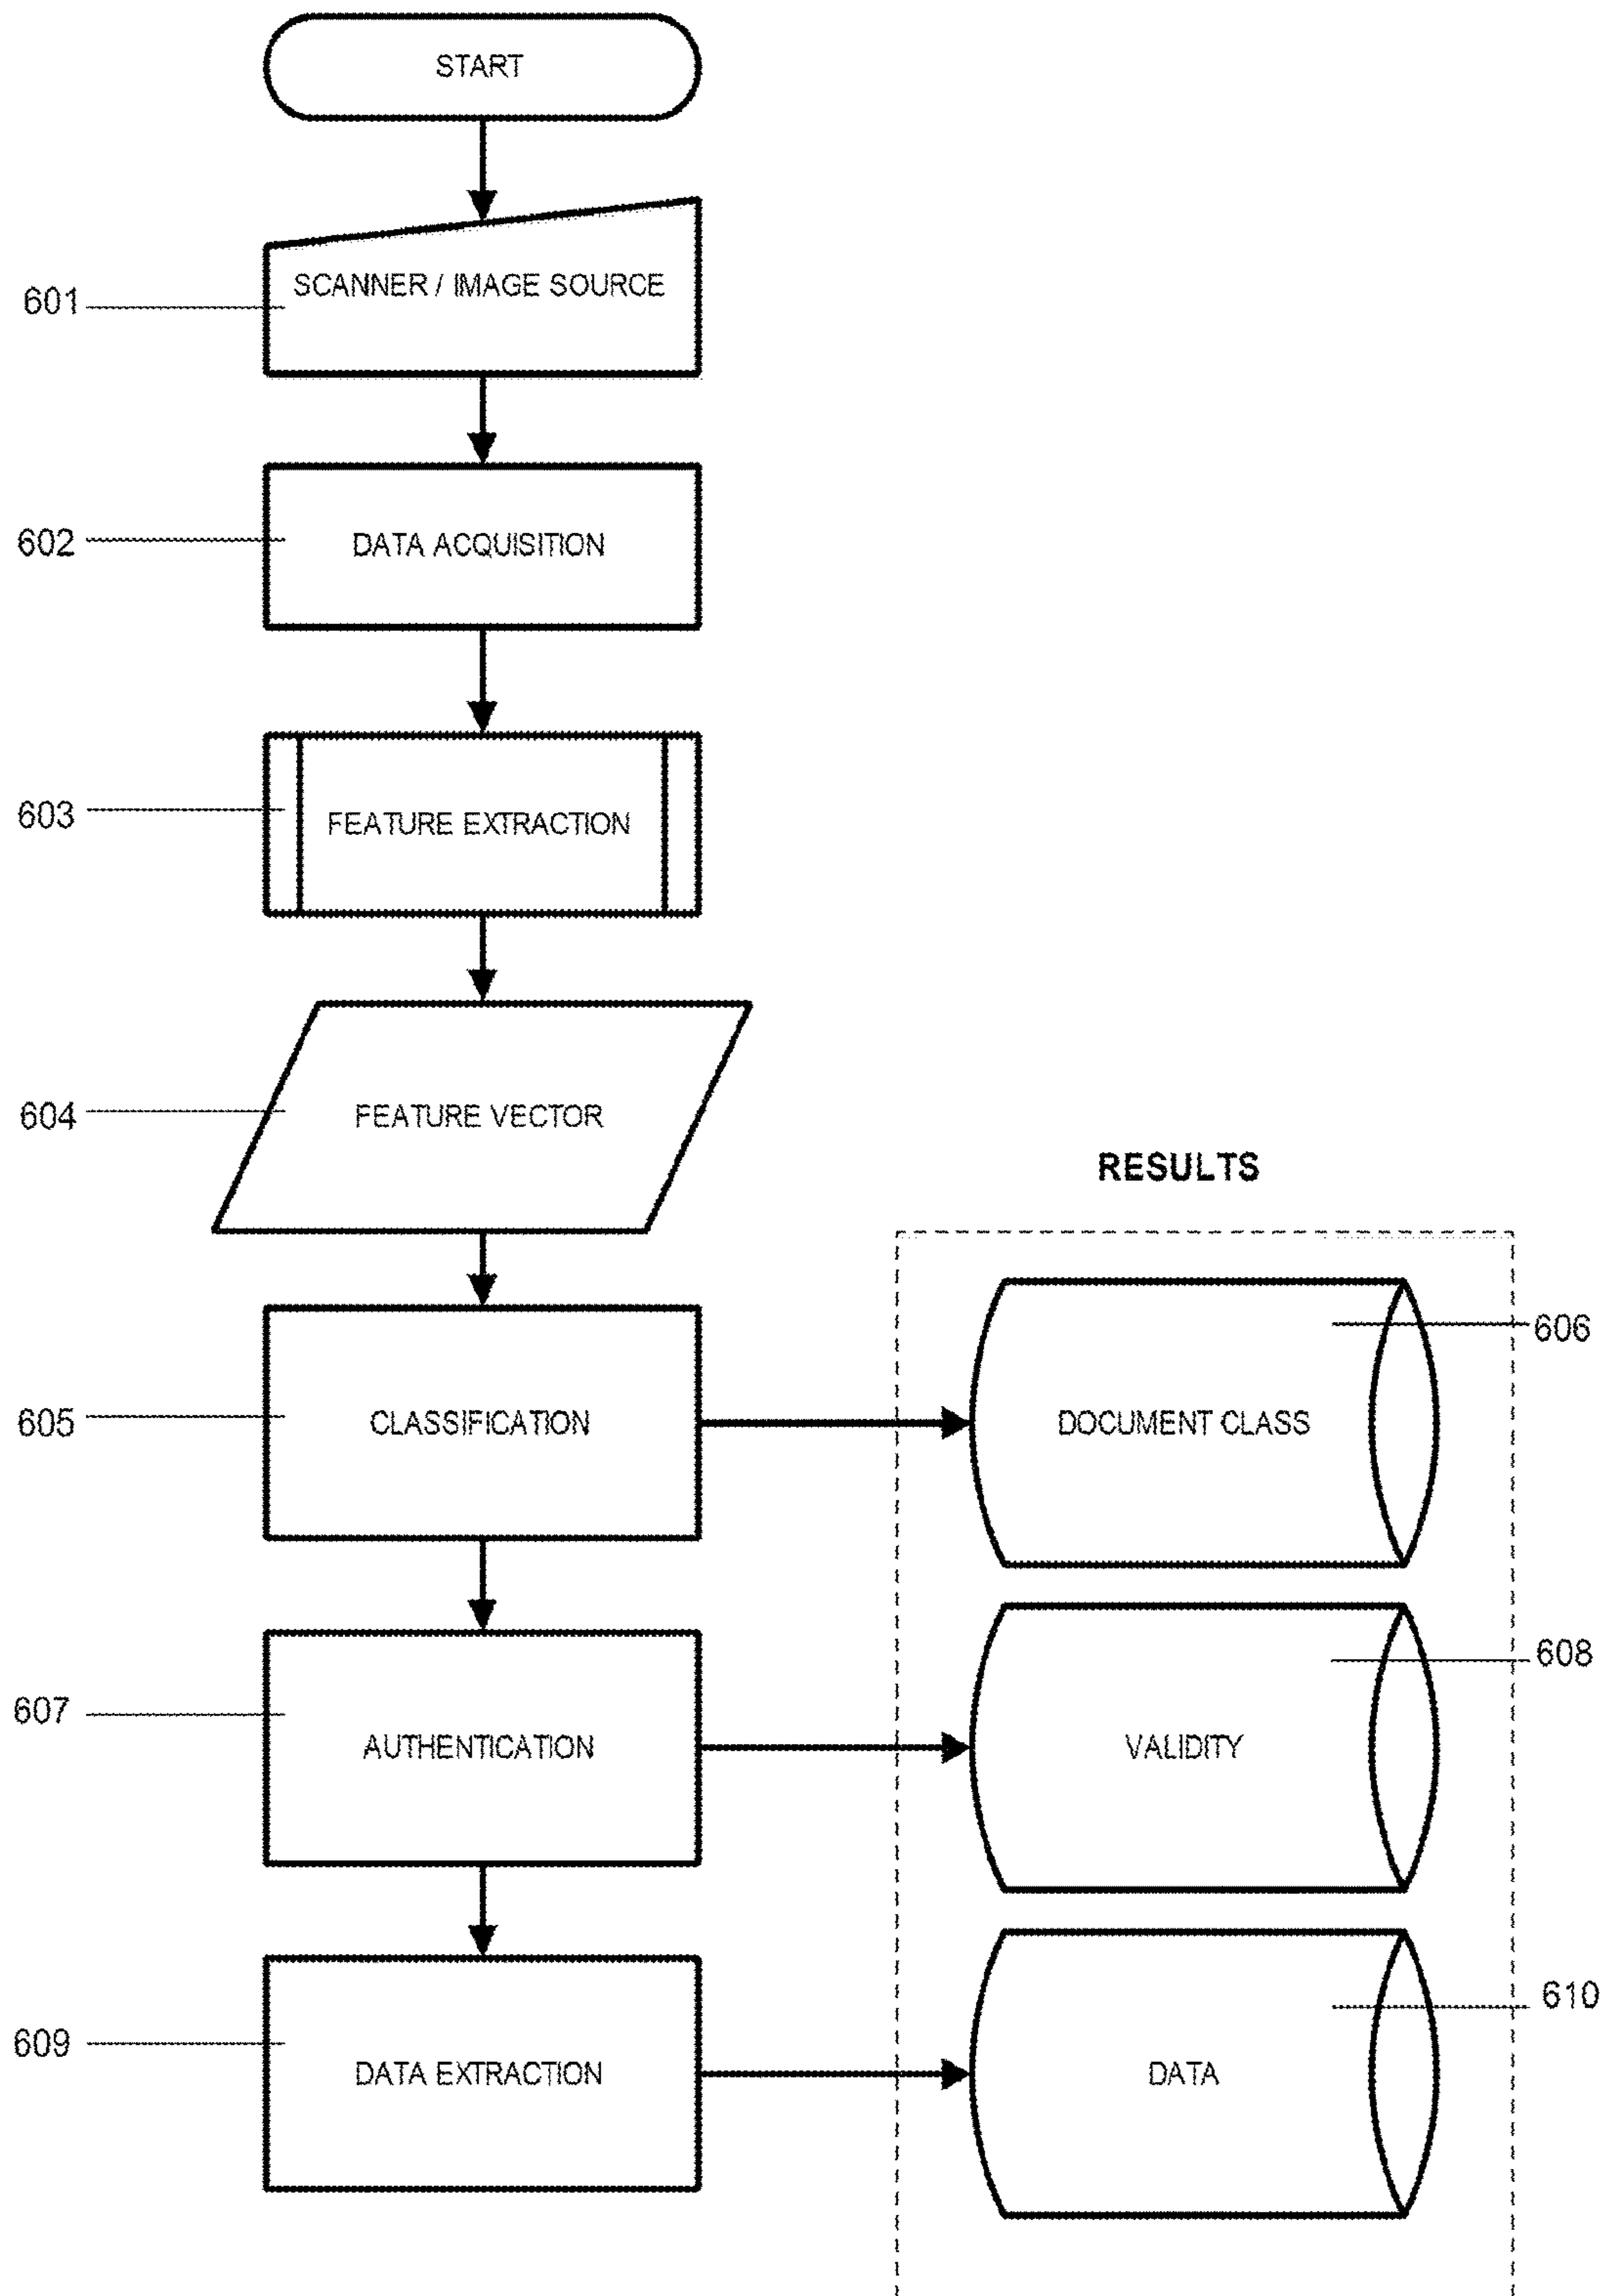 START
601
SCANNER / IMAGE SOURCE
602
DATA ACQUISITION
603
FEATURE EXTRACTION
604
FEATURE VECTOR
RESULTS
605
CLASSIFICATION
606
DOCUMENT CLASS
607
AUTHENTICATION
608
VALIDITY
609
DATA EXTRACTION
610
DATA